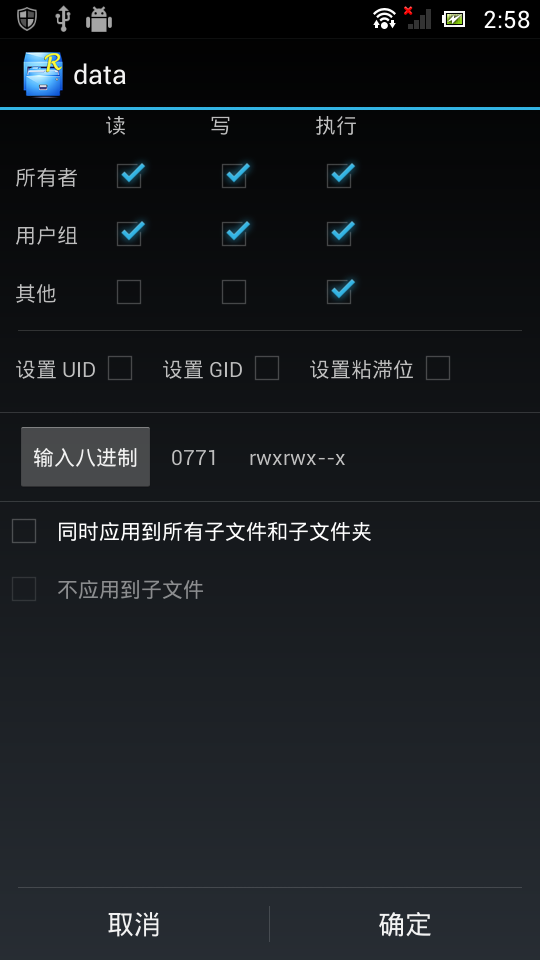 2:58
data
读 写 执行
所有者
用户组
其他
设置 UID 设置 GID 设置粘滞位
输入八进制 0771 rwxrwx--x
同时应用到所有子文件和子文件夹
不应用到子文件
取消 确定